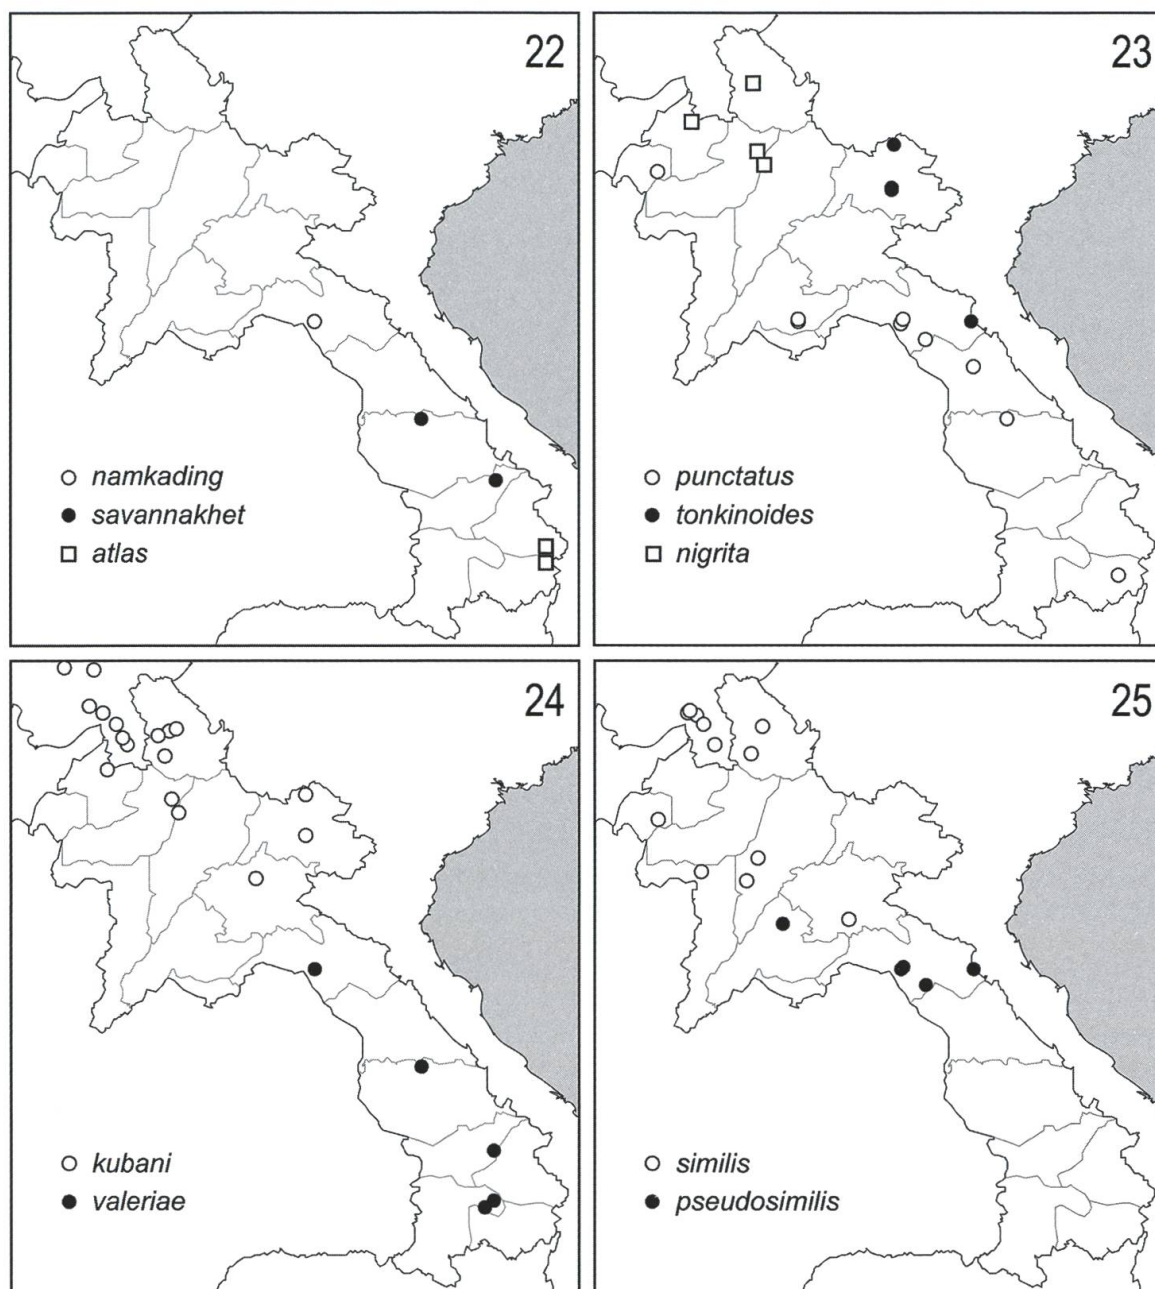 22
namkading
savannakhet
atlas
23
punctatus
tonkinoides
nigrita
24
kubani
valeriae
25
similis
pseudosimilis